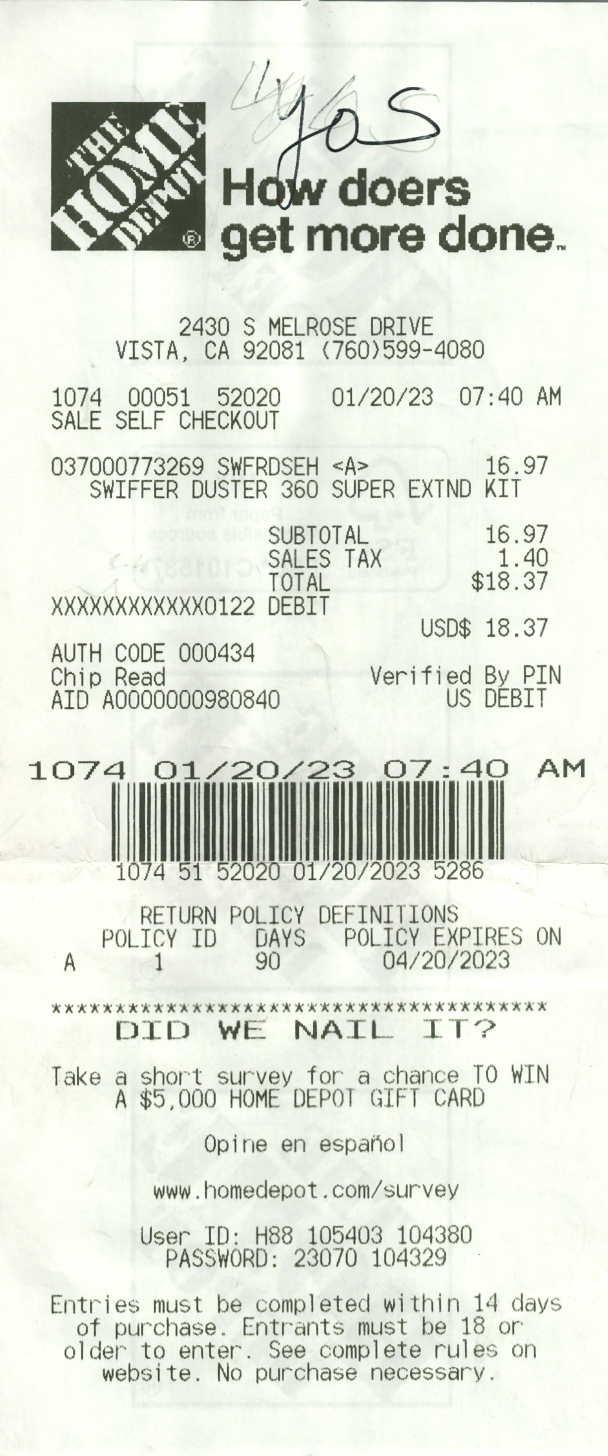 THE
HOME
DEPOT
®
How doers
get more done.™
2430 S MELROSE DRIVE
VISTA, CA 92081 (760)599-4080
1074 00051 52020 01/20/23 07:40 AM
SALE SELF CHECKOUT
037000773269 SWFRDSEH <A> 16.97
SWIFFER DUSTER 360 SUPER EXTND KIT
SUBTOTAL 16.97
SALES TAX 1.40
TOTAL $18.37
XXXXXXXXXXXX0122 DEBIT
USD$ 18.37
AUTH CODE 000434
Chip Read Verified By PIN
AID A0000000980840 US DEBIT
1074 01/20/23 07:40 AM
1074 51 52020 01/20/2023 5286
RETURN POLICY DEFINITIONS
POLICY ID DAYS POLICY EXPIRES ON
A 1 90 04/20/2023
***************************************
DID WE NAIL IT?
Take a short survey for a chance TO WIN
A $5,000 HOME DEPOT GIFT CARD
Opine en español
www.homedepot.com/survey
User ID: H88 105403 104380
PASSWORD: 23070 104329
Entries must be completed within 14 days
of purchase. Entrants must be 18 or
older to enter. See complete rules on
website. No purchase necessary.